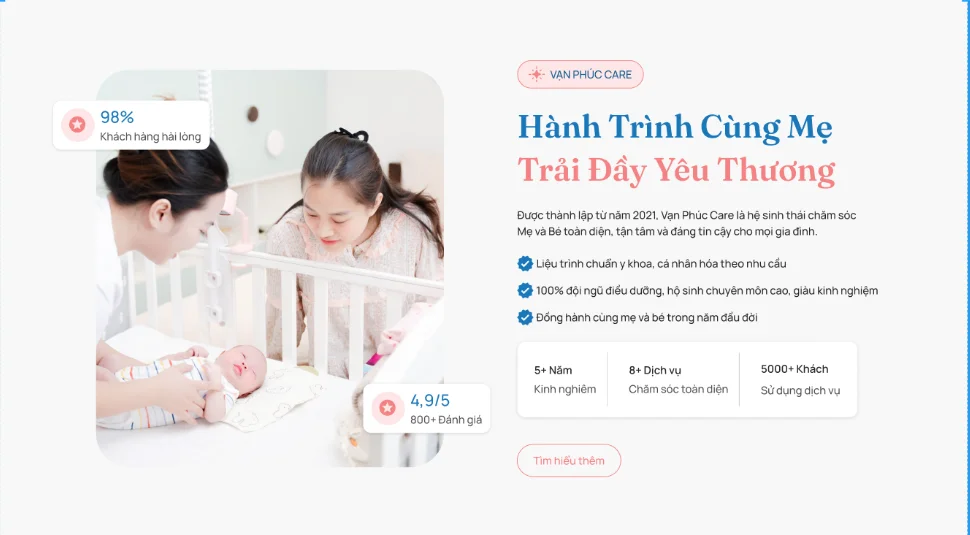 98%
Khách hàng hài lòng
4,9/5
800+ Đánh giá
VẠN PHÚC CARE
Hành Trình Cùng Mẹ
Trải Đầy Yêu Thương
Được thành lập từ năm 2021, Vạn Phúc Care là hệ sinh thái chăm sóc
Mẹ và Bé toàn diện, tận tâm và đáng tin cậy cho mọi gia đình.
Liệu trình chuẩn y khoa, cá nhân hóa theo nhu cầu
100% đội ngũ điều dưỡng, hộ sinh chuyên môn cao, giàu kinh nghiệm
Đồng hành cùng mẹ và bé trong năm đầu đời
5+ Năm
Kinh nghiêm
8+ Dịch vụ
Chăm sóc toàn diện
5000+ Khách
Sử dụng dịch vụ
Tìm hiểu thêm